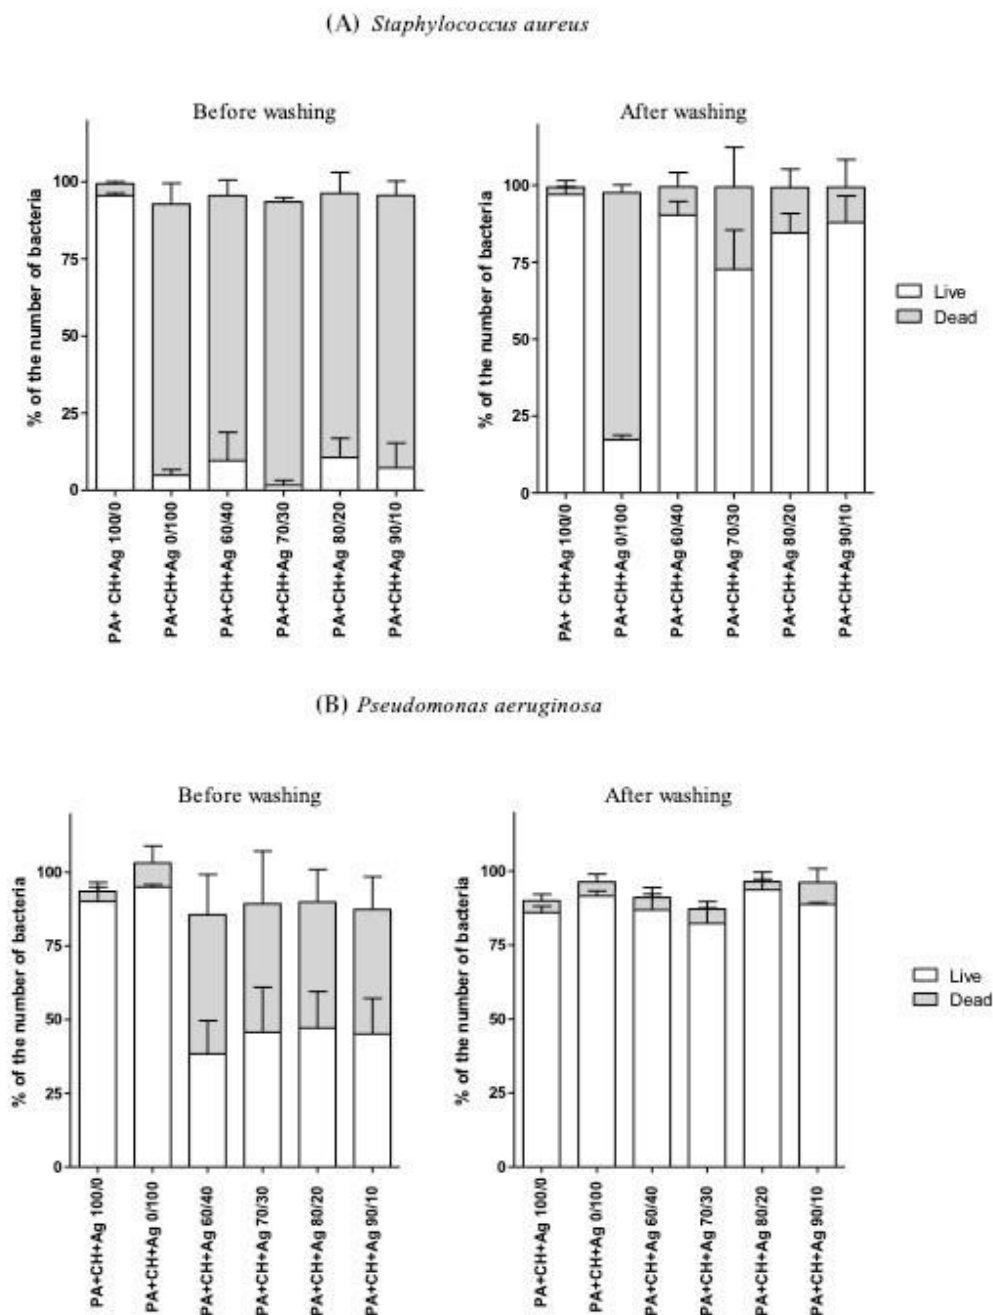 (A) Staphylococcus aureus
Before washing
% of the number of bacteria
100
75
50
25
0
PA+ CH+Ag 100/0
PA+CH+Ag 0/100
PA+CH+Ag 60/40
PA+CH+Ag 70/30
PA+CH+Ag 80/20
PA+CH+Ag 90/10
After washing
% of the number of bacteria
100
75
50
25
0
PA+ CH+Ag 100/0
PA+CH+Ag 0/100
PA+CH+Ag 60/40
PA+CH+Ag 70/30
PA+CH+Ag 80/20
PA+CH+Ag 90/10
Live
Dead
(B) Pseudomonas aeruginosa
Before washing
% of the number of bacteria
100
75
50
25
0
PA+CH+Ag 100/0
PA+CH+Ag 0/100
PA+CH+Ag 60/40
PA+CH+Ag 70/30
PA+CH+Ag 80/20
PA+CH+Ag 90/10
After washing
% of the number of bacteria
100
75
50
25
0
PA+CH+Ag 100/0
PA+CH+Ag 0/100
PA+CH+Ag 60/40
PA+CH+Ag 70/30
PA+CH+Ag 80/20
PA+CH+Ag 90/10
Live
Dead